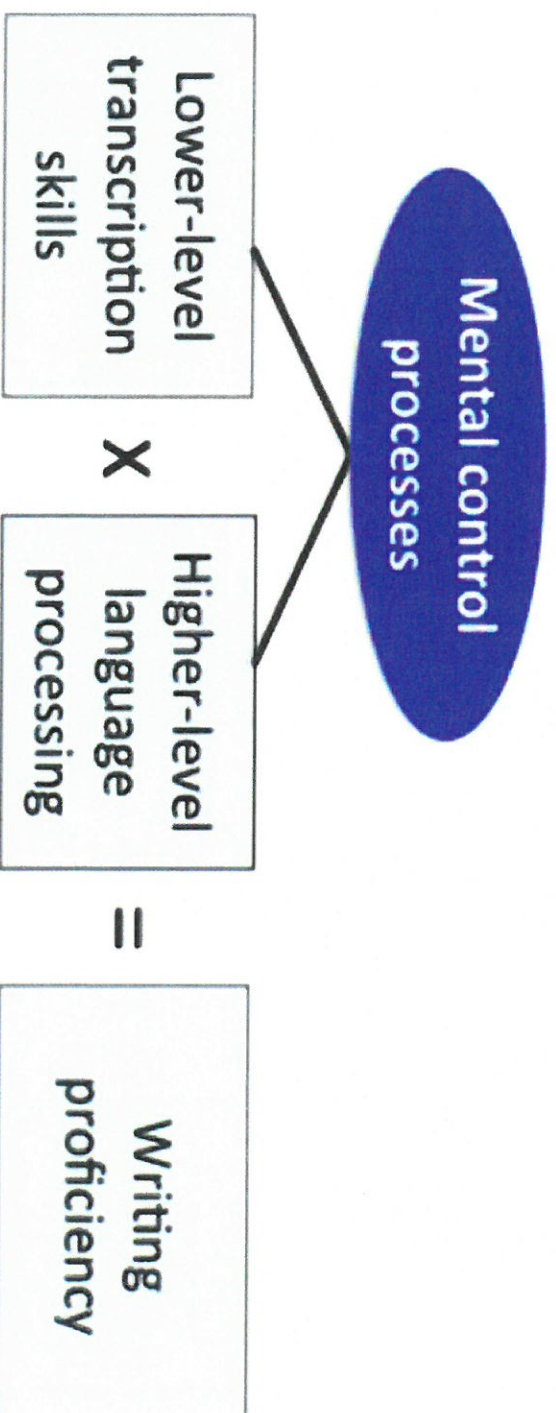 Mental control
processes
Lower-level
transcription
skills
X
Higher-level
language
processing
=
Writing
proficiency